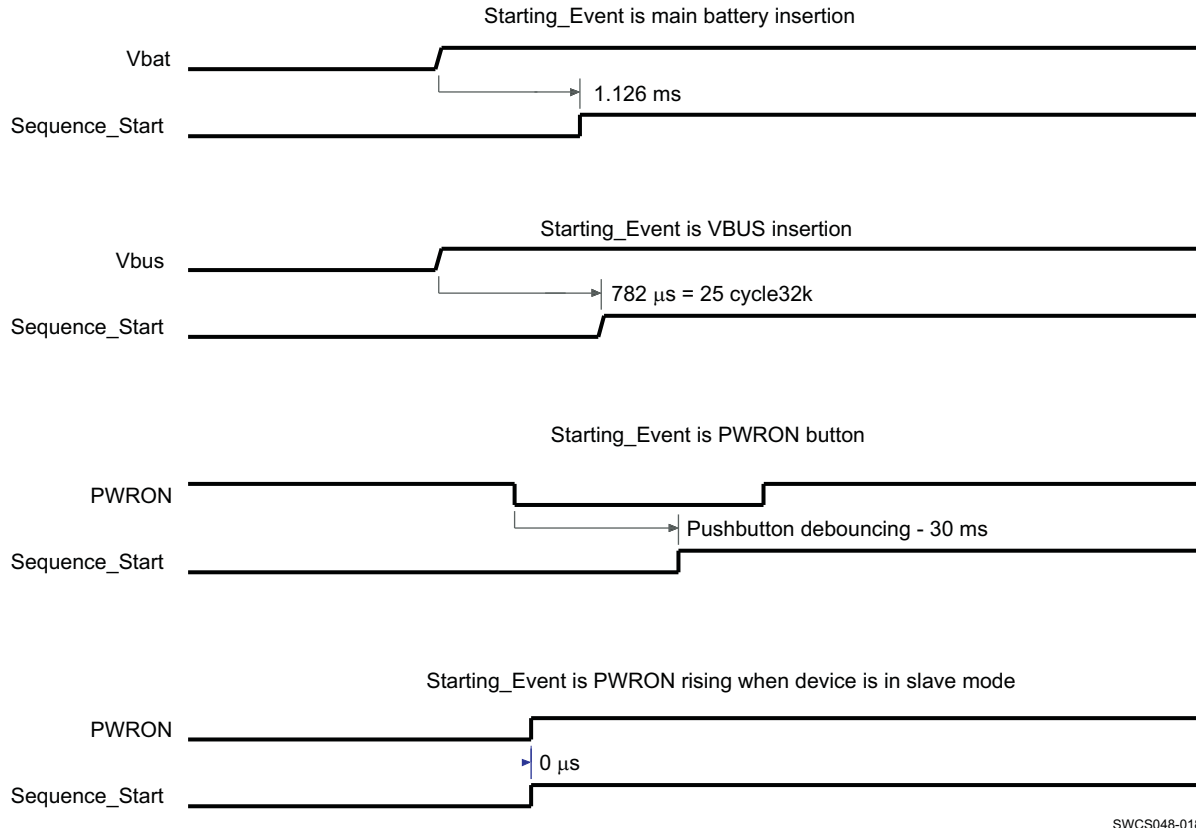 Starting_Event is main battery insertion
Vbat
1.126 ms
Sequence_Start
Starting_Event is VBUS insertion
Vbus
782 μs = 25 cycle32k
Sequence_Start
Starting_Event is PWRON button
PWRON
Pushbutton debouncing - 30 ms
Sequence_Start
Starting_Event is PWRON rising when device is in slave mode
PWRON
0 μs
Sequence_Start
SWCS048-018